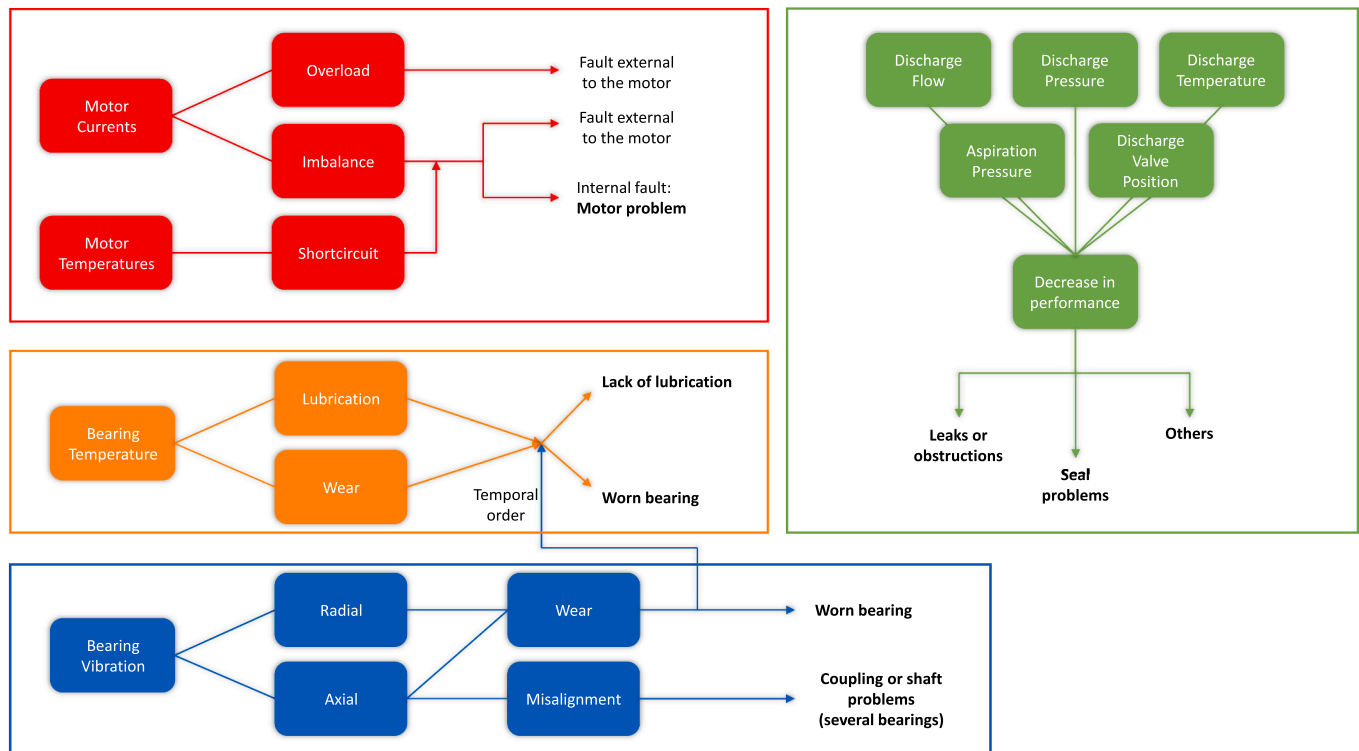 Motor
Currents
Overload
Fault external
to the motor
Imbalance
Fault external
to the motor
Internal fault:
Motor problem
Motor
Temperatures
Shortcircuit
Discharge
Flow
Discharge
Pressure
Discharge
Temperature
Aspiration
Pressure
Discharge
Valve
Position
Decrease in
performance
Leaks or
obstructions
Seal
problems
Others
Bearing
Temperature
Lubrication
Wear
Lack of lubrication
Worn bearing
Temporal
order
Bearing
Vibration
Radial
Axial
Wear
Misalignment
Worn bearing
Coupling or shaft
problems
(several bearings)